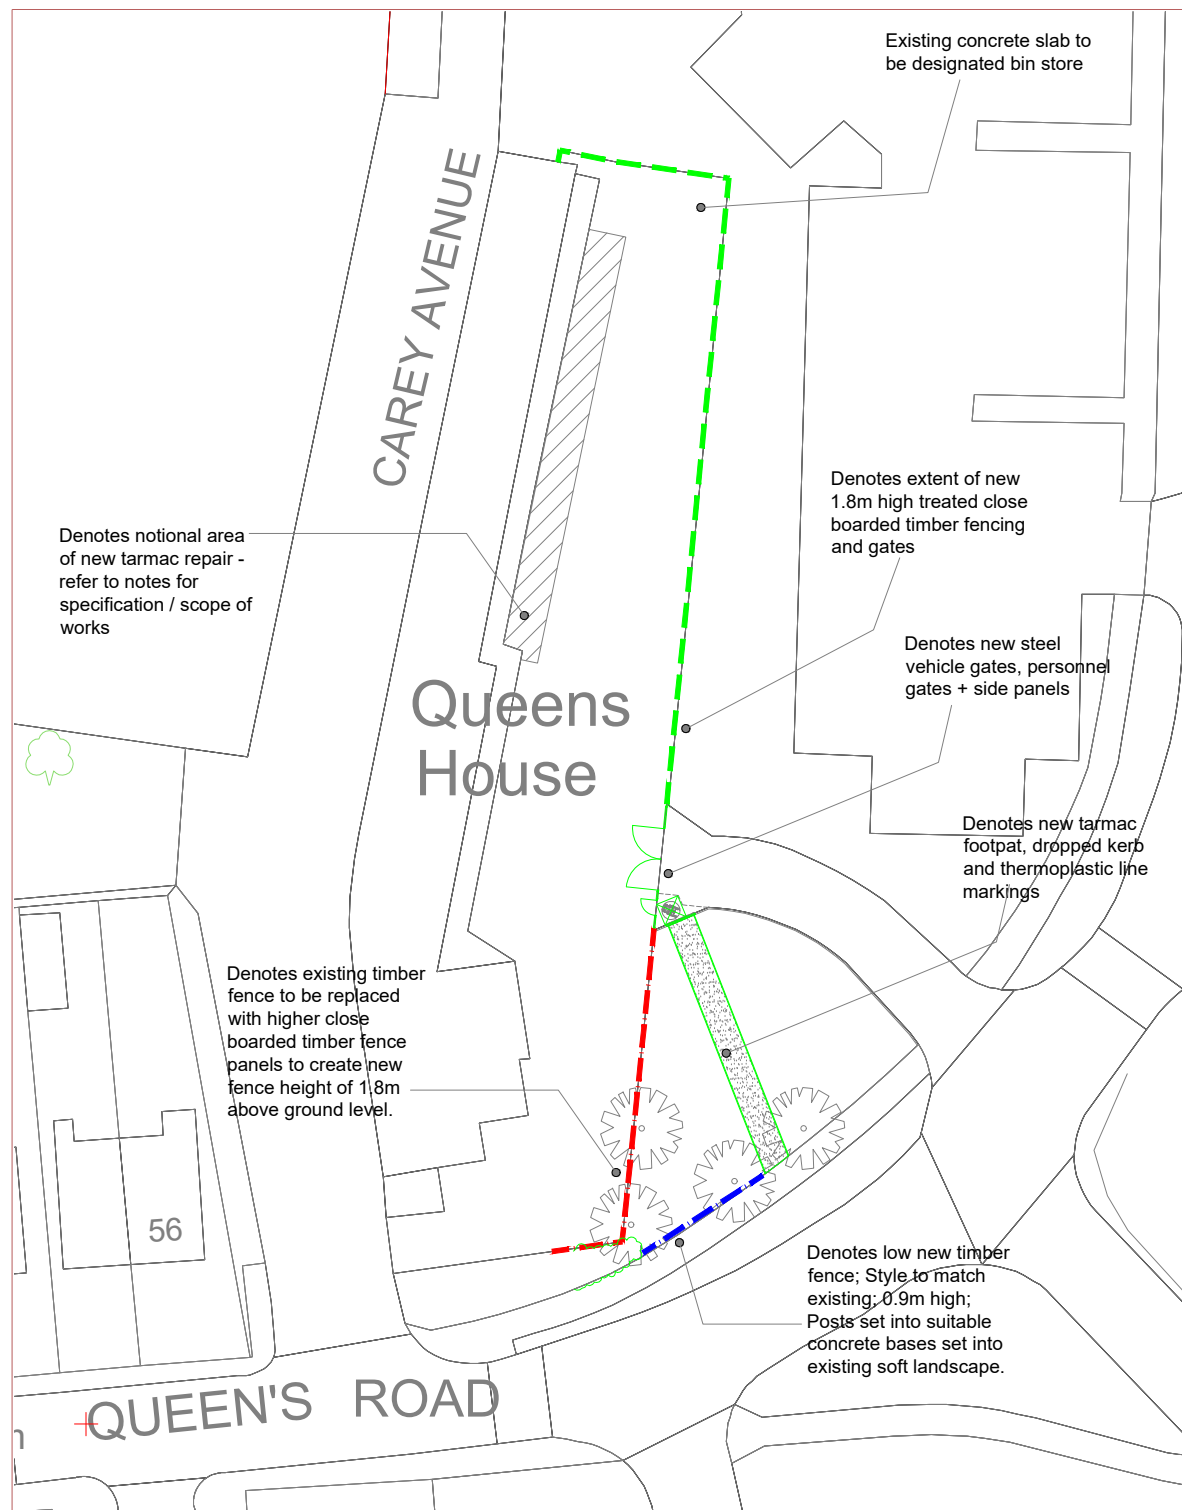 Existing concrete slab to
be designated bin store
CAREY AVENUE
Denotes extent of new
1.8m high treated close
boarded timber fencing
and gates
Denotes notional area
of new tarmac repair -
refer to notes for
specification / scope of
works
Denotes new steel
vehicle gates, personnel
gates + side panels
Queens
House
Denotes new tarmac
footpat, dropped kerb
and thermoplastic line
markings
Denotes existing timber
fence to be replaced
with higher close
boarded timber fence
panels to create new
fence height of 1.8m
above ground level.
56
Denotes low new timber
fence; Style to match
existing; 0.9m high;
Posts set into suitable
concrete bases set into
existing soft landscape.
QUEEN'S ROAD